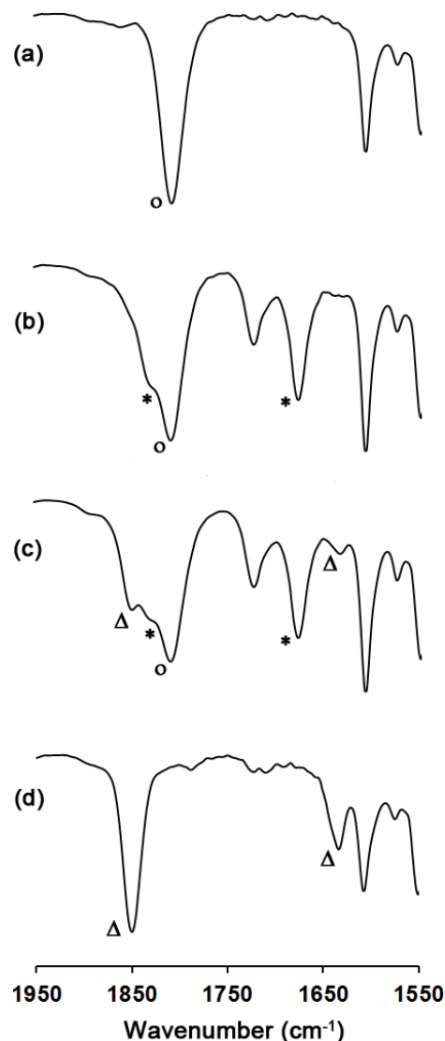 (a)
o
(b)
*
o
*
(c)
Δ
*
o
*
Δ
(d)
Δ
Δ
1950 1850 1750 1650 1550
Wavenumber (cm⁻¹)